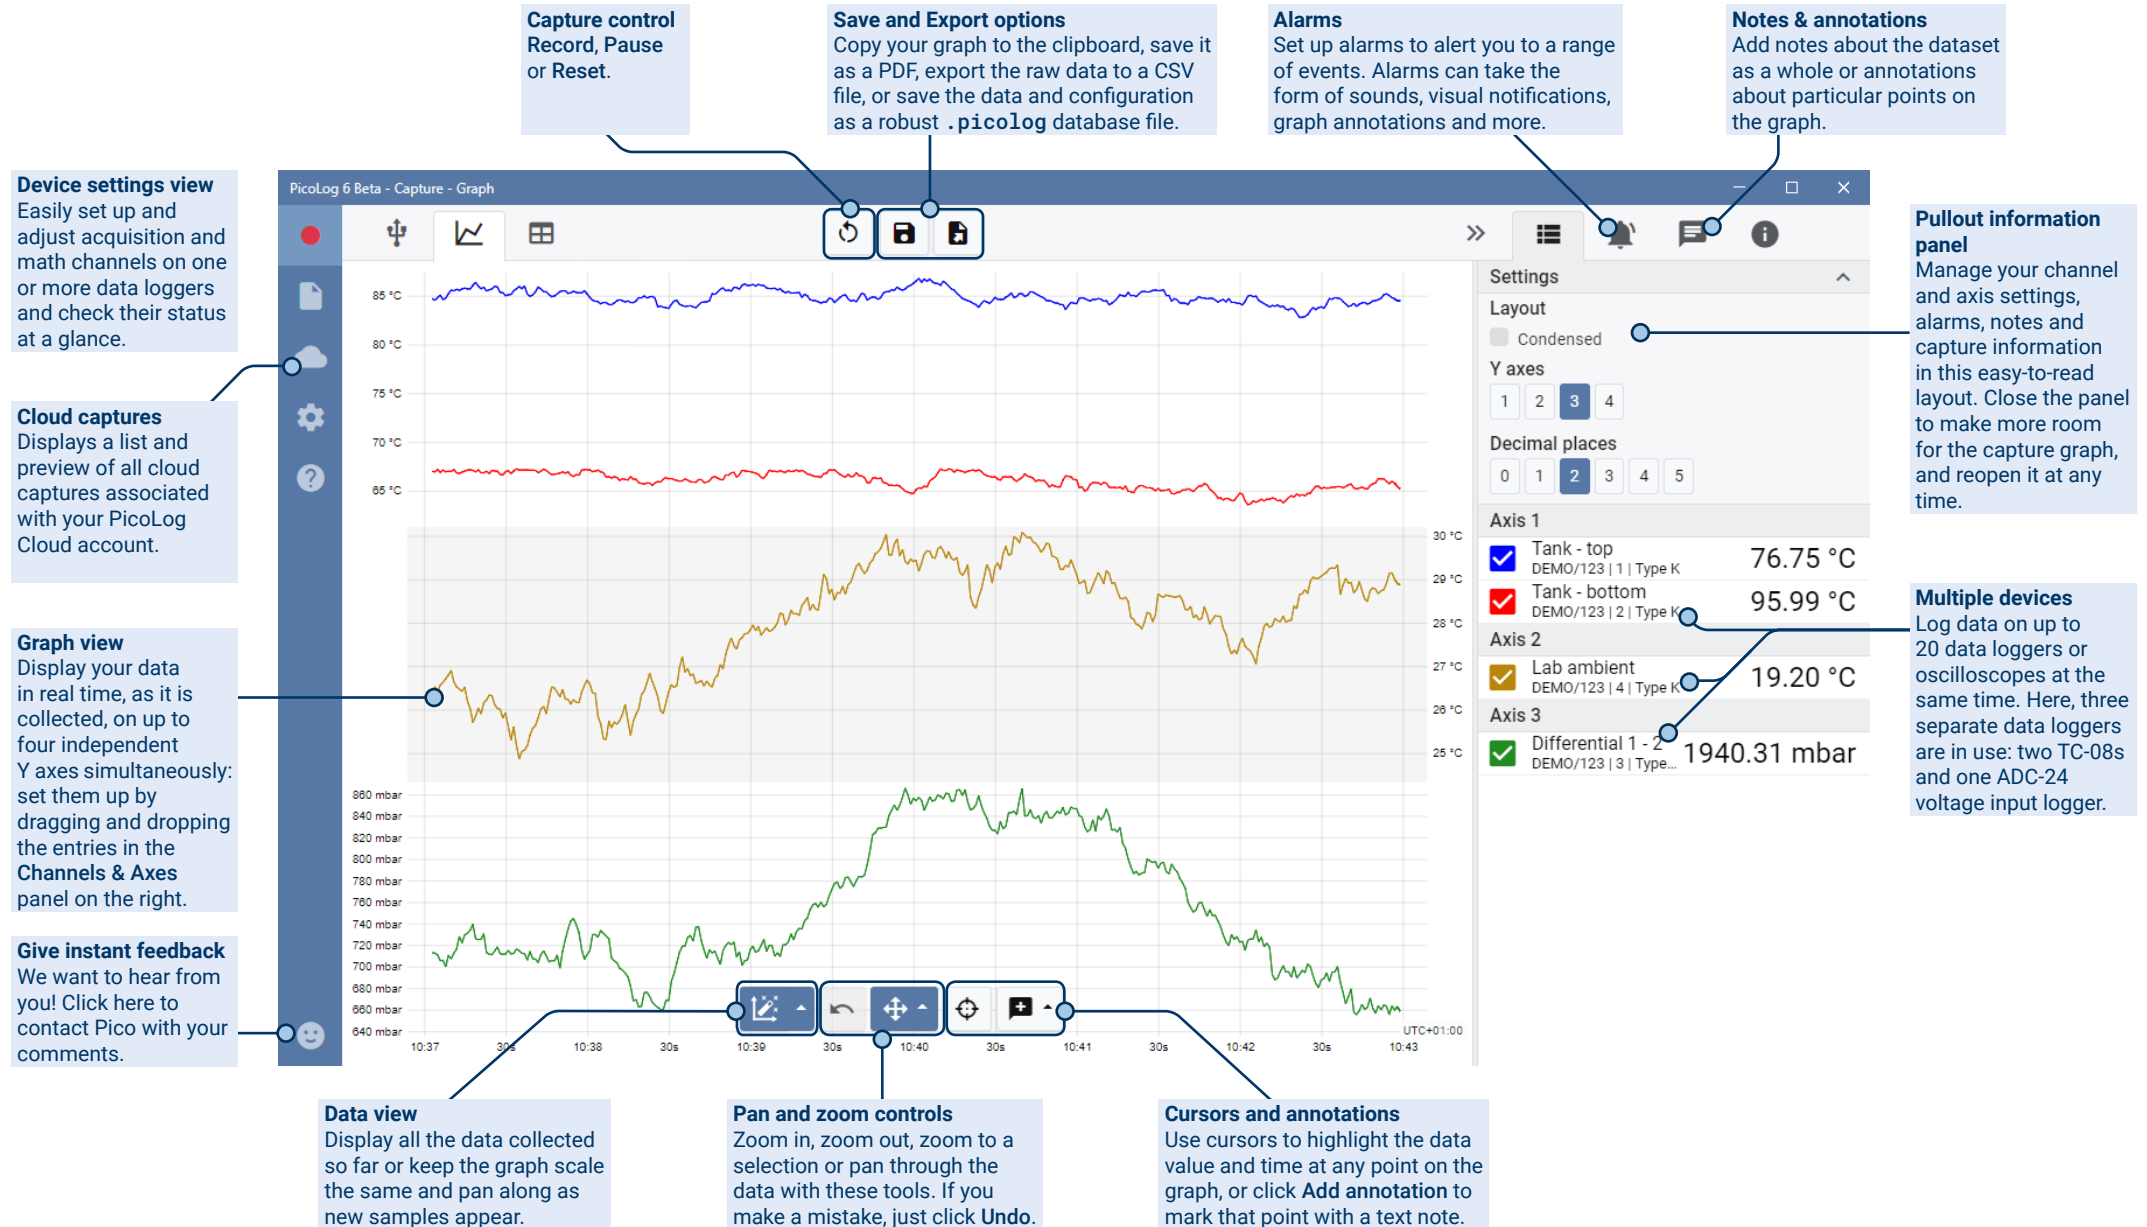 Capture control
Record, Pause
or Reset.
Save and Export options
Copy your graph to the clipboard, save it
as a PDF, export the raw data to a CSV
file, or save the data and configuration
as a robust .picolog database file.
Alarms
Set up alarms to alert you to a range
of events. Alarms can take the
form of sounds, visual notifications,
graph annotations and more.
Notes & annotations
Add notes about the dataset
as a whole or annotations
about particular points on
the graph.
Device settings view
Easily set up and
adjust acquisition and
math channels on one
or more data loggers
and check their status
at a glance.
Cloud captures
Displays a list and
preview of all cloud
captures associated
with your PicoLog
Cloud account.
Graph view
Display your data
in real time, as it is
collected, on up to
four independent
Y axes simultaneously:
set them up by
dragging and dropping
the entries in the
Channels & Axes
panel on the right.
Give instant feedback
We want to hear from
you! Click here to
contact Pico with your
comments.
PicoLog 6 Beta - Capture - Graph
85 °C
80 °C
75 °C
70 °C
65 °C
30 °C
29 °C
28 °C
27 °C
26 °C
25 °C
860 mbar
840 mbar
820 mbar
800 mbar
780 mbar
760 mbar
740 mbar
720 mbar
700 mbar
680 mbar
660 mbar
640 mbar
UTC+01:00
10:37 30s 10:38 30s 10:39 30s 10:40 30s 10:41 30s 10:42 30s 10:43
Settings
Layout
Condensed
Y axes
1 2 3 4
Decimal places
0 1 2 3 4 5
Axis 1
Tank - top
DEMO/123 | 1 | Type K
76.75 °C
Tank - bottom
DEMO/123 | 2 | Type K
95.99 °C
Axis 2
Lab ambient
DEMO/123 | 4 | Type K
19.20 °C
Axis 3
Differential 1 - 2
DEMO/123 | 3 | Type...
1940.31 mbar
Pullout information
panel
Manage your channel
and axis settings,
alarms, notes and
capture information
in this easy-to-read
layout. Close the panel
to make more room
for the capture graph,
and reopen it at any
time.
Multiple devices
Log data on up to
20 data loggers or
oscilloscopes at the
same time. Here, three
separate data loggers
are in use: two TC-08s
and one ADC-24
voltage input logger.
Data view
Display all the data collected
so far or keep the graph scale
the same and pan along as
new samples appear.
Pan and zoom controls
Zoom in, zoom out, zoom to a
selection or pan through the
data with these tools. If you
make a mistake, just click Undo.
Cursors and annotations
Use cursors to highlight the data
value and time at any point on the
graph, or click Add annotation to
mark that point with a text note.